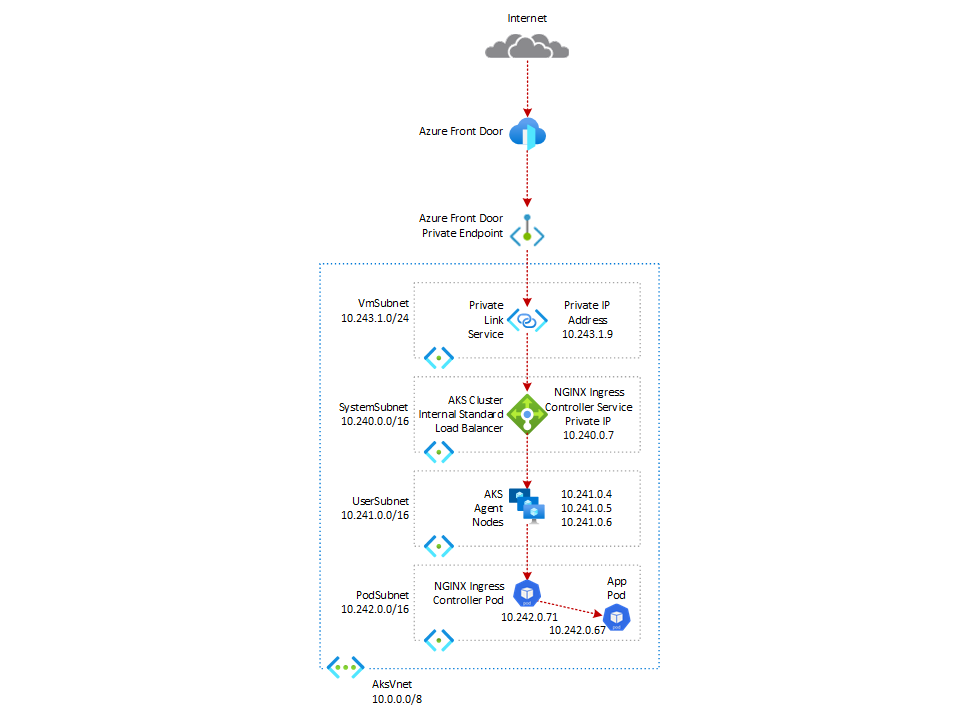 Internet
Azure Front Door
Azure Front Door
Private Endpoint
VmSubnet
10.243.1.0/24
Private
Link
Service
Private IP
Address
10.243.1.9
SystemSubnet
10.240.0.0/16
AKS Cluster
Internal Standard
Load Balancer
NGINX Ingress
Controller Service
Private IP
10.240.0.7
UserSubnet
10.241.0.0/16
AKS
Agent
Nodes
10.241.0.4
10.241.0.5
10.241.0.6
PodSubnet
10.242.0.0/16
NGINX Ingress
Controller Pod
pod
10.242.0.71
App
Pod
pod
10.242.0.67
AksVnet
10.0.0.0/8